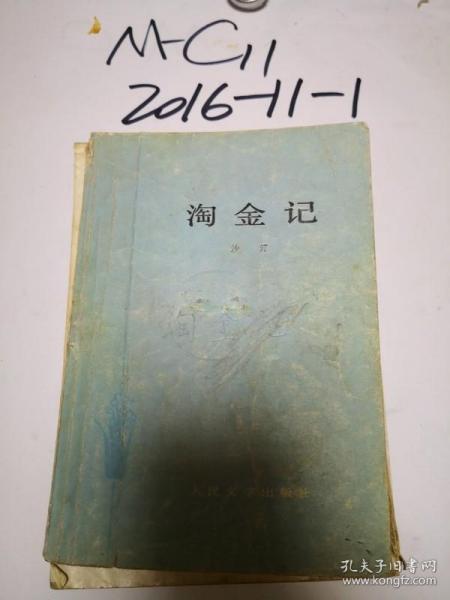 M-C11
2016-11-1
淘金记
沙汀
人民文学出版社
孔夫子旧书网
www.kongfz.com